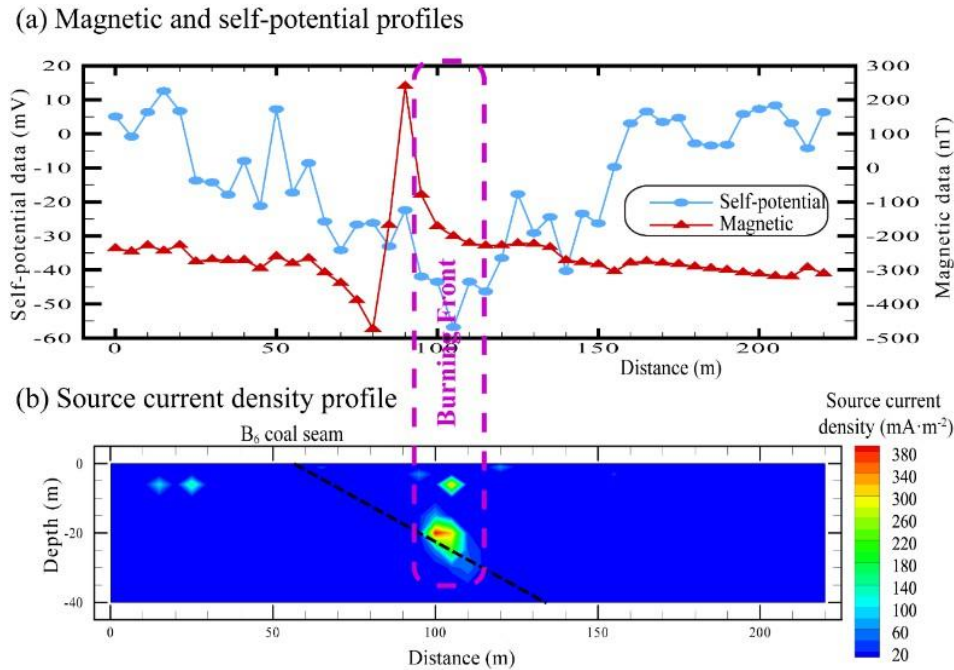 (a) Magnetic and self-potential profiles
Self-potential data (mV)
20
10
0
-10
-20
-30
-40
-50
-60
300
200
100
0
-100
-200
-300
-400
-500
Magnetic data (nT)
Self-potential
Magnetic
Burning Front
0 50 100 150 200
Distance (m)
(b) Source current density profile
B6 coal seam
Source current
density (mA·m-2)
Depth (m)
0
-20
-40
0 50 100 150 200
Distance (m)
380
340
300
260
220
180
140
100
60
20